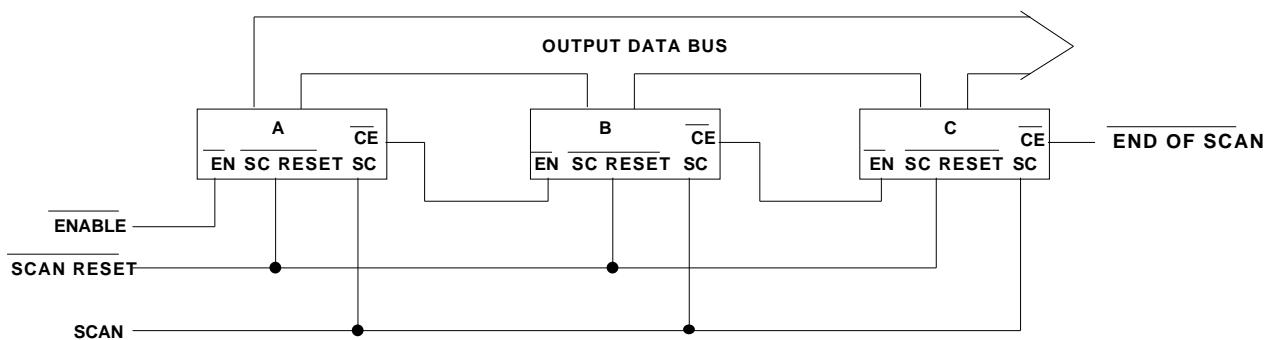 OUTPUT DATA BUS
A
CE
EN SC RESET SC
B
CE
EN SC RESET SC
C
CE
EN SC RESET SC
END OF SCAN
ENABLE
SCAN RESET
SCAN